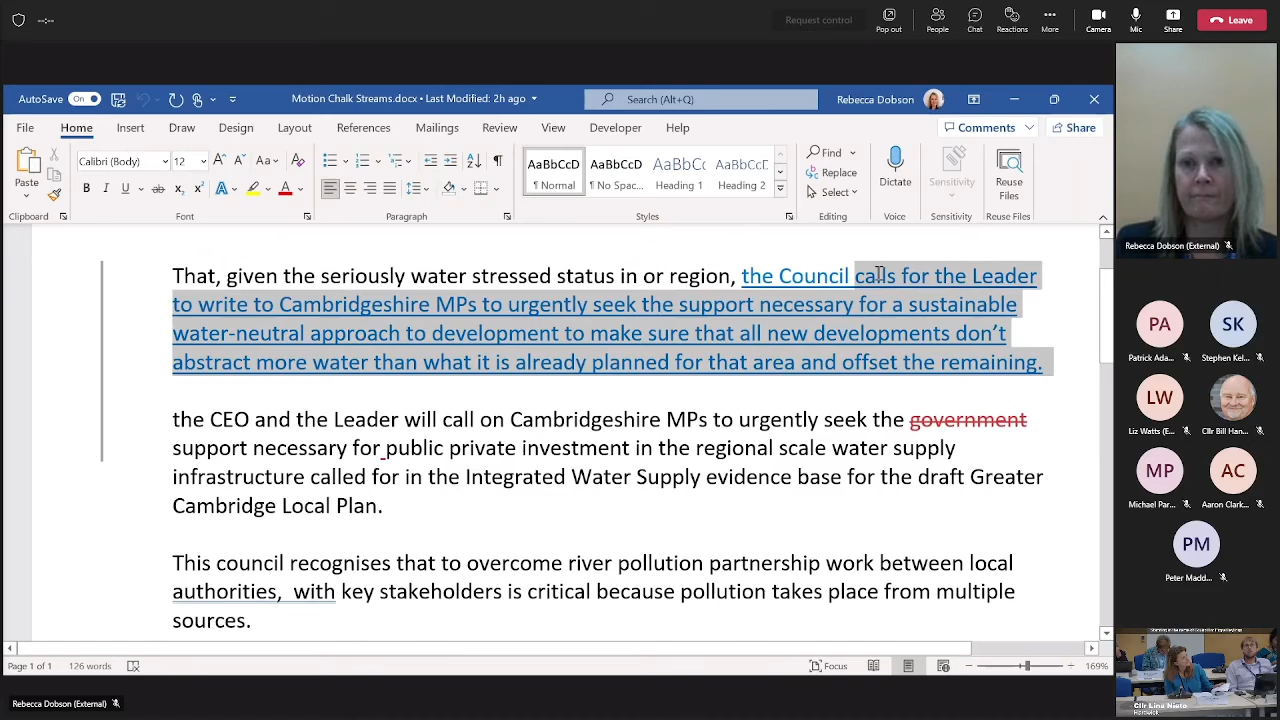 Request control
Pop out
People
Chat
Reactions
More
Camera
Mic
Share
Leave
AutoSave On
Motion Chalk Streams.docx • Last Modified: 2h ago
Search (Alt+Q)
Rebecca Dobson
File Home Insert Draw Design Layout References Mailings Review View Developer Help
Comments
Share
Paste
Calibri (Body) 12
AaBbCcD AaBbCcD AaBbCc AaBbCcD
¶ Normal ¶ No Spac... Heading 1 Heading 2
Find
Replace
Select
Dictate
Sensitivity
Reuse Files
Clipboard Font Paragraph Styles Editing Voice Sensitivity Reuse Files
That, given the seriously water stressed status in or region, the Council calls for the Leader
to write to Cambridgeshire MPs to urgently seek the support necessary for a sustainable
water-neutral approach to development to make sure that all new developments don't
abstract more water than what it is already planned for that area and offset the remaining.
the CEO and the Leader will call on Cambridgeshire MPs to urgently seek the government
support necessary for public private investment in the regional scale water supply
infrastructure called for in the Integrated Water Supply evidence base for the draft Greater
Cambridge Local Plan.
This council recognises that to overcome river pollution partnership work between local
authorities, with key stakeholders is critical because pollution takes place from multiple
sources.
Page 1 of 1 126 words
Focus
169%
Rebecca Dobson (External)
Rebecca Dobson (External)
PA
Patrick Ada...
SK
Stephen Kel...
LW
Liz Watts (E...
Cllr Bill Han...
MP
Michael Par...
AC
Aaron Clark...
PM
Peter Madd...
Cllr Lina Nieto
Hardwick